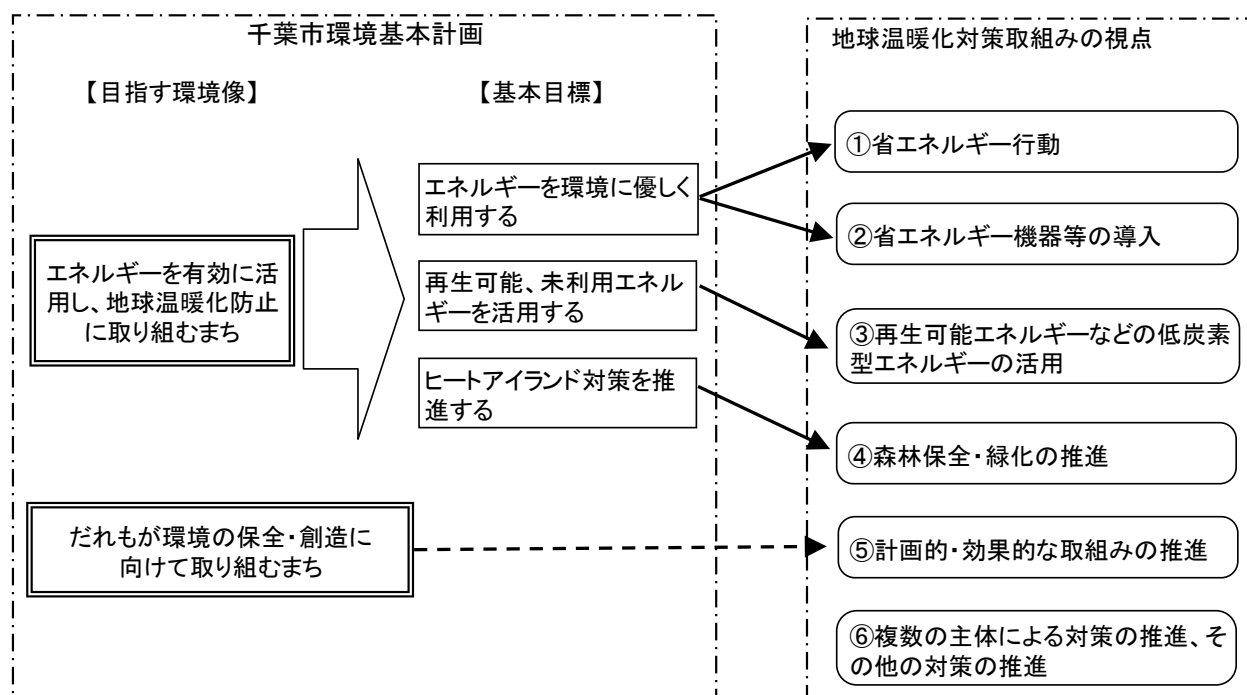 千葉市環境基本計画
【目指す環境像】
【基本目標】
エネルギーを有効に活
用し、地球温暖化防止
に取り組むまち
エネルギーを環境に優しく
利用する
再生可能、未利用エネル
ギーを活用する
ヒートアイランド対策を推
進する
だれもが環境の保全・創造に
向けて取り組むまち
地球温暖化対策取組みの視点
①省エネルギー行動
②省エネルギー機器等の導入
③再生可能エネルギーなどの低炭素
型エネルギーの活用
④森林保全・緑化の推進
⑤計画的・効果的な取組みの推進
⑥複数の主体による対策の推進、そ
の他の対策の推進